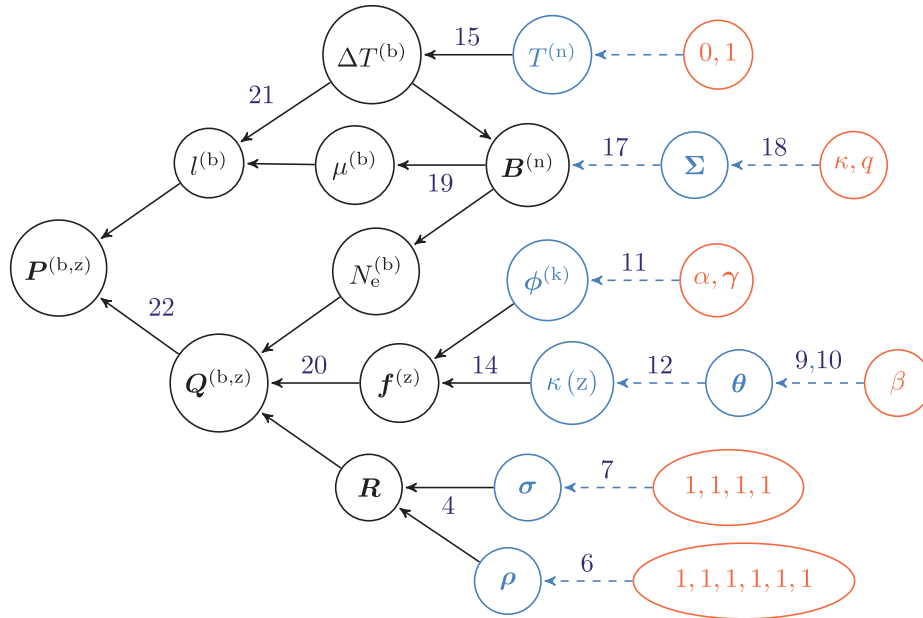 15
ΔT^(b)
T^(n)
0, 1
21
17
18
l^(b)
μ^(b)
B^(n)
Σ
κ, q
19
P^(b,z)
N_e^(b)
ϕ^(k)
11
α, γ
22
20
14
12
9,10
Q^(b,z)
f^(z)
κ (z)
θ
β
7
R
σ
1, 1, 1, 1
4
6
ρ
1, 1, 1, 1, 1, 1